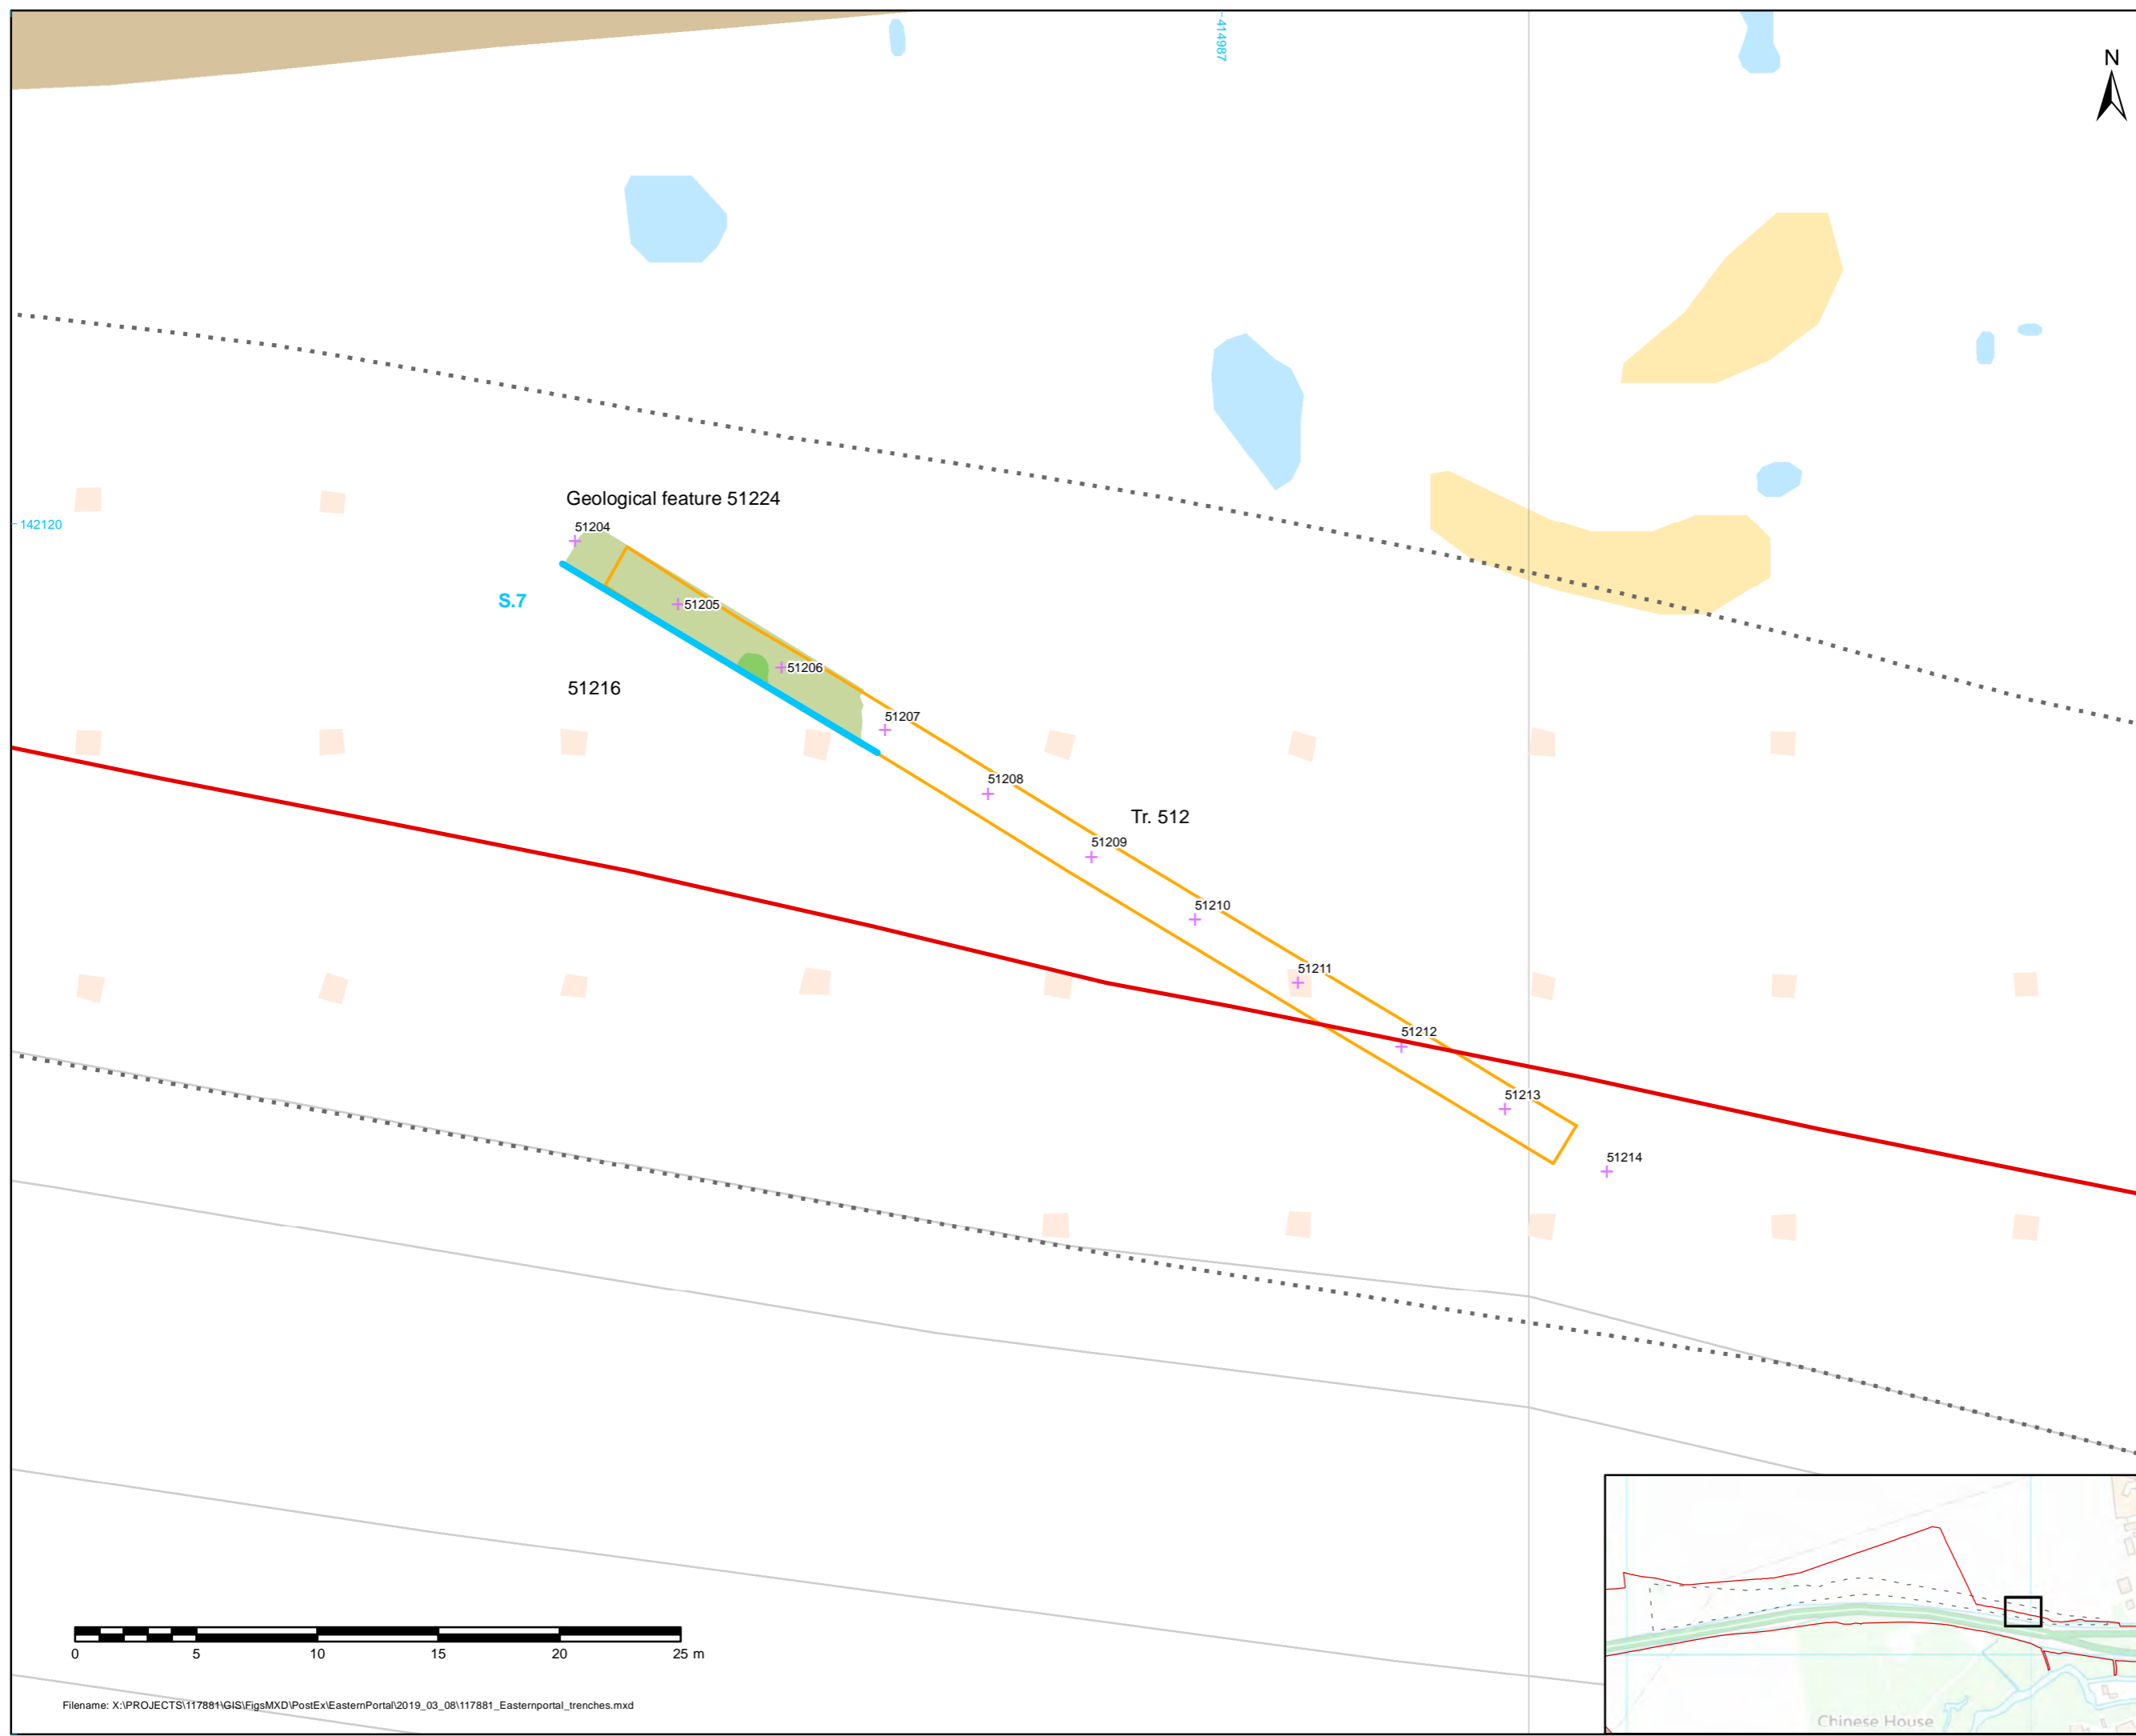 414987
N
142120
Geological feature 51224
51204
S.7
51205
51206
51216
51207
51208
Tr. 512
51209
51210
51211
51212
51213
51214
0 5 10 15 20 25 m
Filename: X:\PROJECTS\117881\GIS\FigsMXD\PostEx\EasternPortal\2019_03_08\117881_Easternportal_trenches.mxd
Chinese House